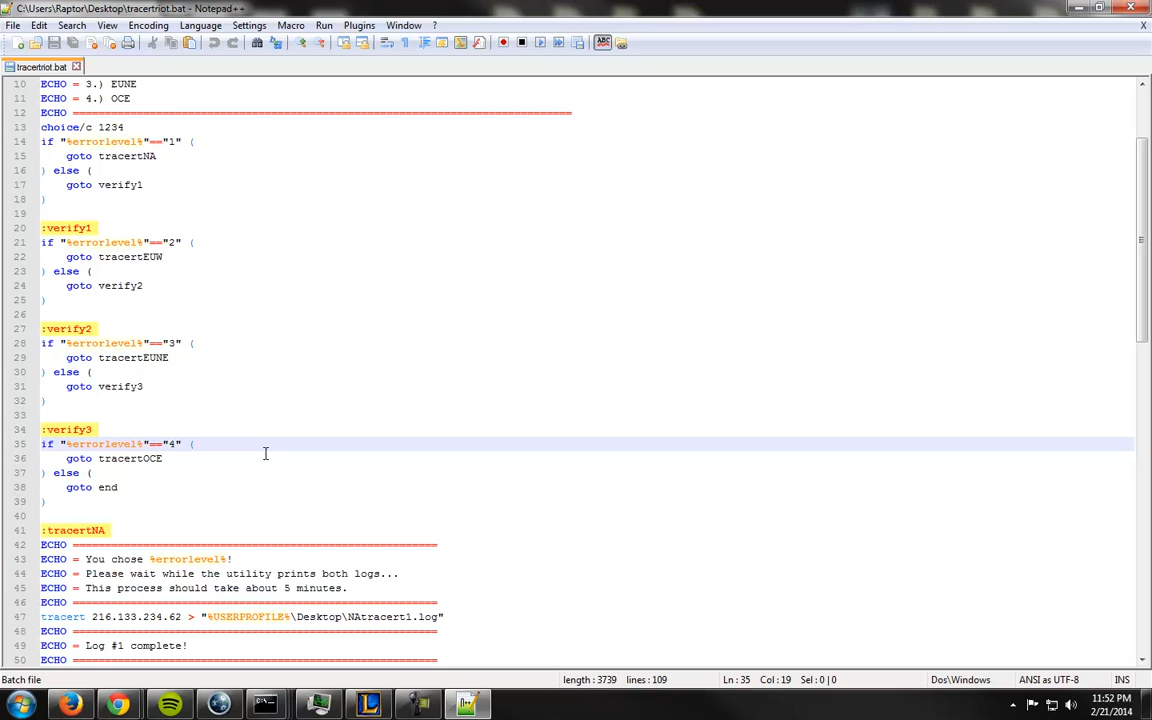 C:\Users\Raptor\Desktop\tracertriot.bat - Notepad++
File Edit Search View Encoding Language Settings Macro Run Plugins Window ? X
tracertriot.bat
10 ECHO = 3.) EUNE
11 ECHO = 4.) OCE
12 ECHO ===========================================================
13 choice/c 1234
14 if "%errorlevel%"=="1" (
15 goto tracertNA
16 ) else (
17 goto verify1
18 )
19
20 :verify1
21 if "%errorlevel%"=="2" (
22 goto tracertEUW
23 ) else (
24 goto verify2
25 )
26
27 :verify2
28 if "%errorlevel%"=="3" (
29 goto tracertEUNE
30 ) else (
31 goto verify3
32 )
33
34 :verify3
35 if "%errorlevel%"=="4" (
36 goto tracertOCE
37 ) else (
38 goto end
39 )
40
41 :tracertNA
42 ECHO ===========================================
43 ECHO = You chose %errorlevel%!
44 ECHO = Please wait while the utility prints both logs...
45 ECHO = This process should take about 5 minutes.
46 ECHO ===========================================
47 tracert 216.133.234.62 > "%USERPROFILE%\Desktop\NAtracert1.log"
48 ECHO ===========================================
49 ECHO = Log #1 complete!
50 ECHO ===========================================
Batch file length : 3739 lines : 109 Ln : 35 Col : 19 Sel : 0 | 0 Dos\Windows ANSI as UTF-8 INS
11:52 PM
2/21/2014